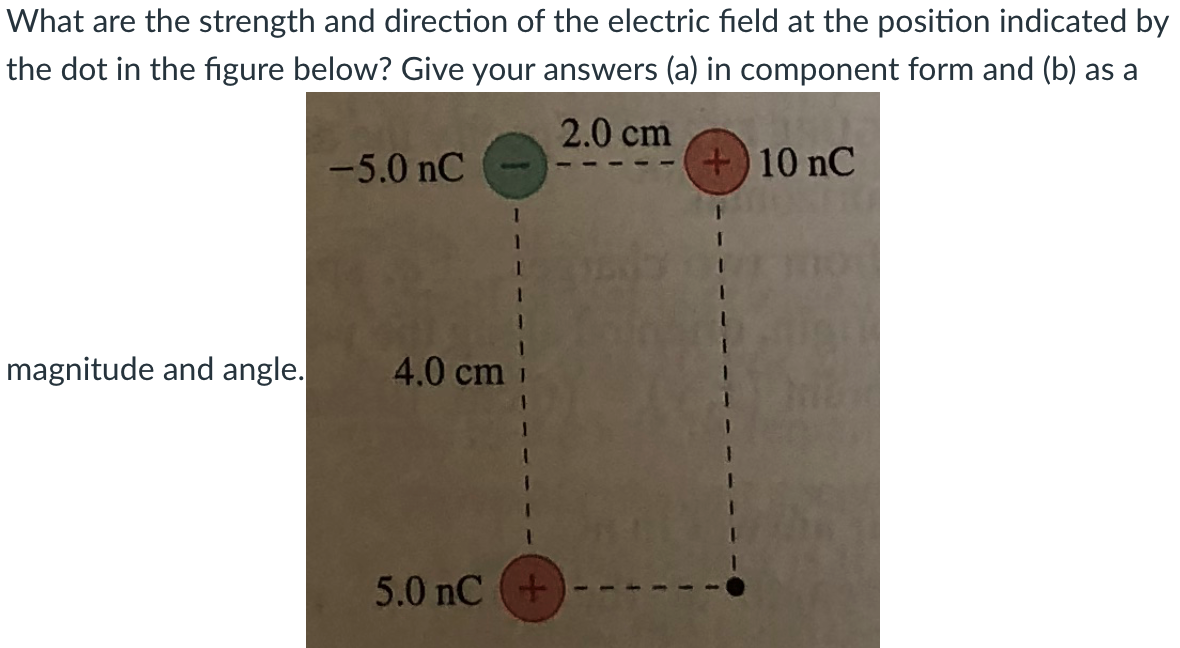 What are the strength and direction of the electric field at the position indicated by
the dot in the figure below? Give your answers (a) in component form and (b) as a
2.0 cm
−5.0 nC − + 10 nC
magnitude and angle. 4.0 cm
5.0 nC +